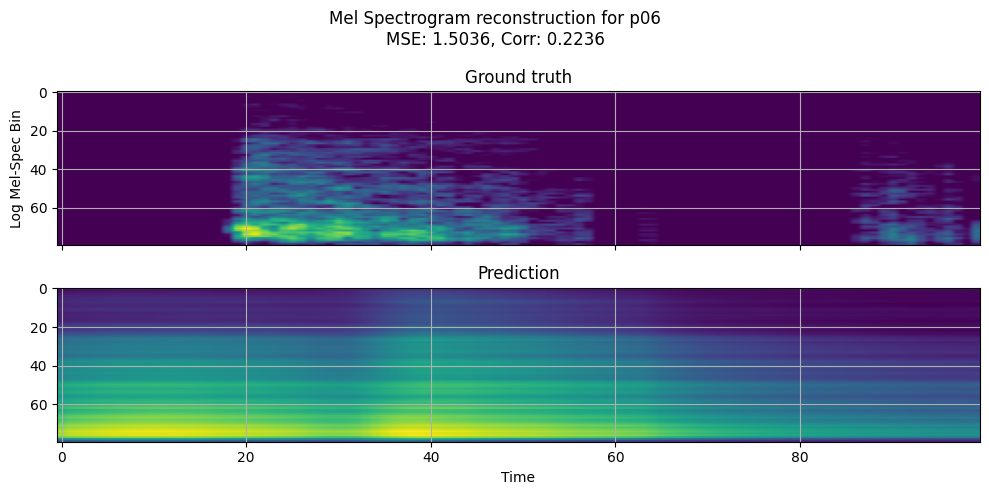 Mel Spectrogram reconstruction for p06
MSE: 1.5036, Corr: 0.2236
Ground truth
0
20
40
60
Log Mel-Spec Bin
Prediction
0
20
40
60
0 20 40 60 80
Time